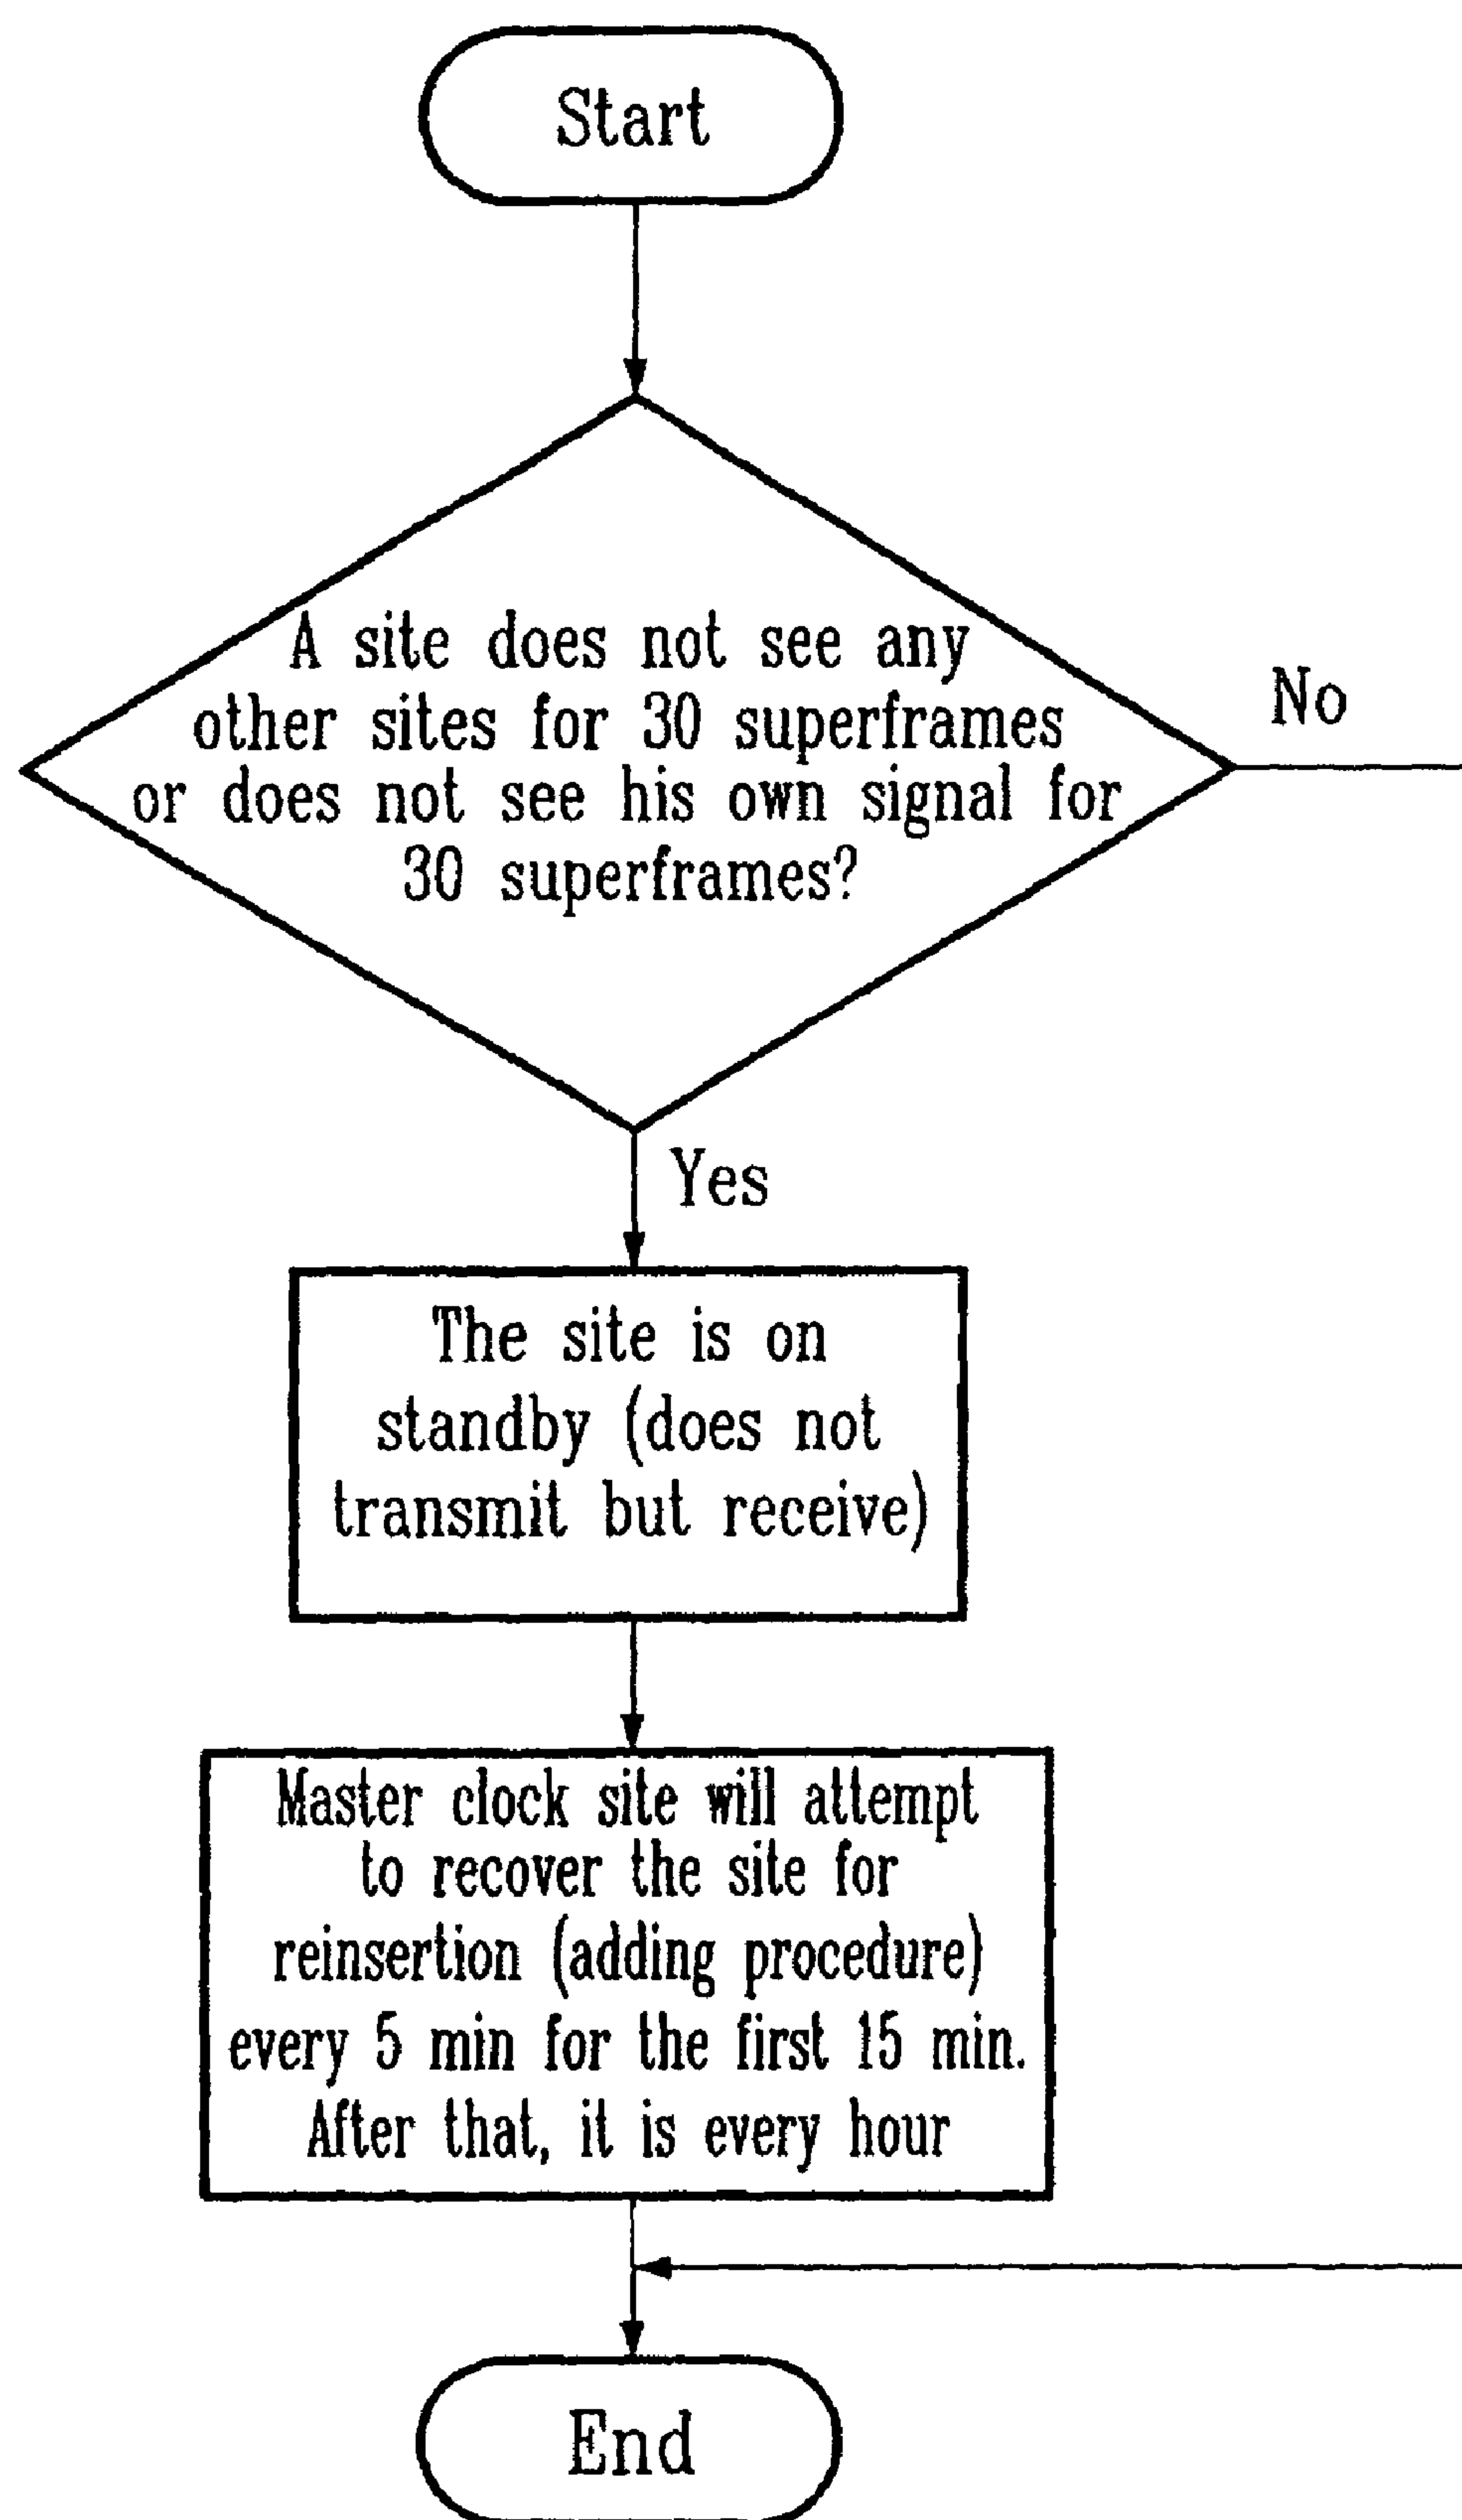 Start
A site does not see any
other sites for 30 superframes
or does not see his own signal for
30 superframes?
No
Yes
The site is on
standby (does not
transmit but receive)
Master clock site will attempt
to recover the site for
reinsertion (adding procedure)
every 5 min for the first 15 min.
After that, it is every hour
End